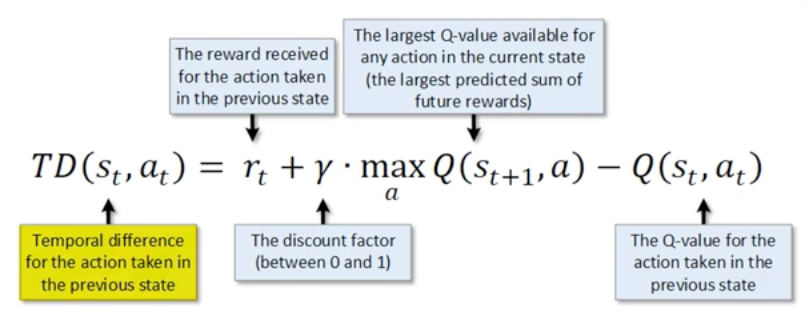 The reward received
for the action taken
in the previous state
The largest Q-value available for
any action in the current state
(the largest predicted sum of
future rewards)
TD(s_t, a_t) = r_t + γ · max_a Q(s_{t+1}, a) − Q(s_t, a_t)
Temporal difference
for the action taken in
the previous state
The discount factor
(between 0 and 1)
The Q-value for the
action taken in the
previous state